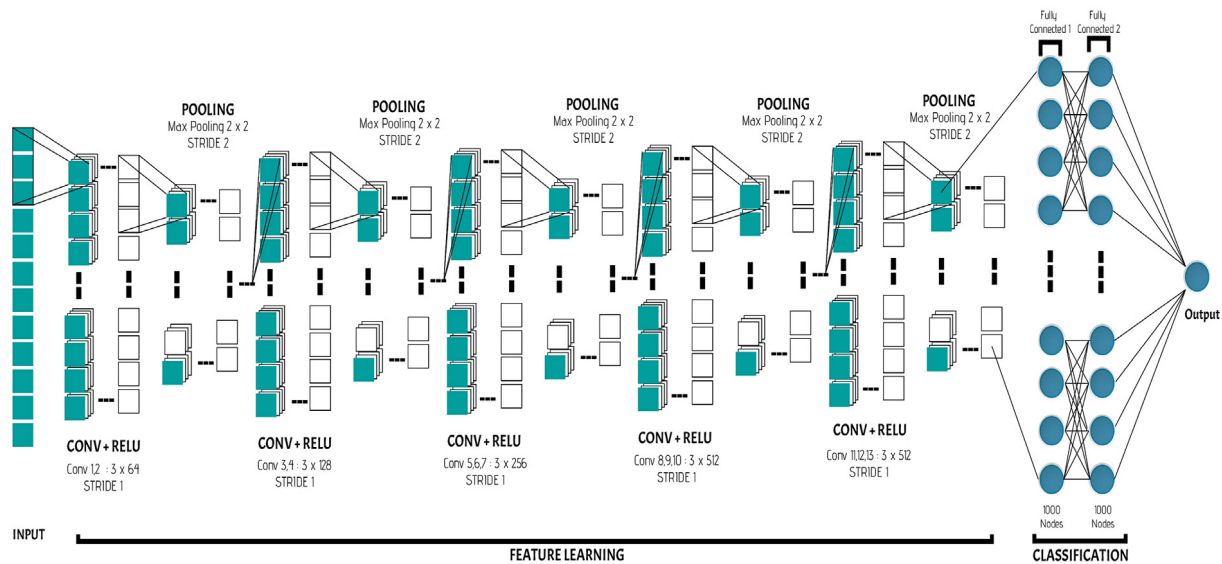 Fully
Connected 1
Fully
Connected 2
POOLING
Max Pooling 2 x 2
STRIDE 2
POOLING
Max Pooling 2 x 2
STRIDE 2
POOLING
Max Pooling 2 x 2
STRIDE 2
POOLING
Max Pooling 2 x 2
STRIDE 2
POOLING
Max Pooling 2 x 2
STRIDE 2
Output
CONV + RELU
Conv 1,2 : 3 x 64
STRIDE 1
CONV + RELU
Conv 3,4 : 3 x 128
STRIDE 1
CONV + RELU
Conv 5,6,7 : 3 x 256
STRIDE 1
CONV + RELU
Conv 8,9,10 : 3 x 512
STRIDE 1
CONV + RELU
Conv 11,12,13 : 3 x 512
STRIDE 1
1000
Nodes
1000
Nodes
INPUT
FEATURE LEARNING
CLASSIFICATION